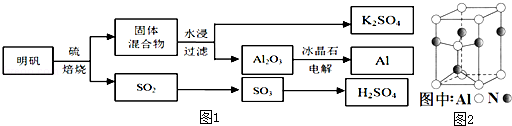 明矾
硫
焙烧
固体
混合物
水浸
过滤
K₂SO₄
Al₂O₃
冰晶石
电解
Al
SO₂
SO₃
H₂SO₄
图1
图中:Al N
图2